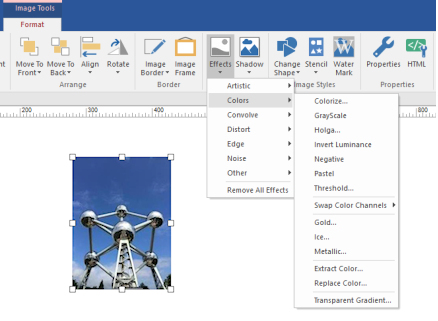 Image Tools
Format
Move To Front
Move To Back
Align
Rotate
Image Border
Image Frame
Effects
Shadow
Change Shape
Stencil
Water Mark
Properties
HTML
Arrange
Border
Image Styles
Properties
200
300
400
800
Artistic
Colors
Convolve
Distort
Edge
Noise
Other
Remove All Effects
Colorize...
GrayScale
Holga...
Invert Luminance
Negative
Pastel
Threshold...
Swap Color Channels
Gold...
Ice...
Metallic...
Extract Color...
Replace Color...
Transparent Gradient...